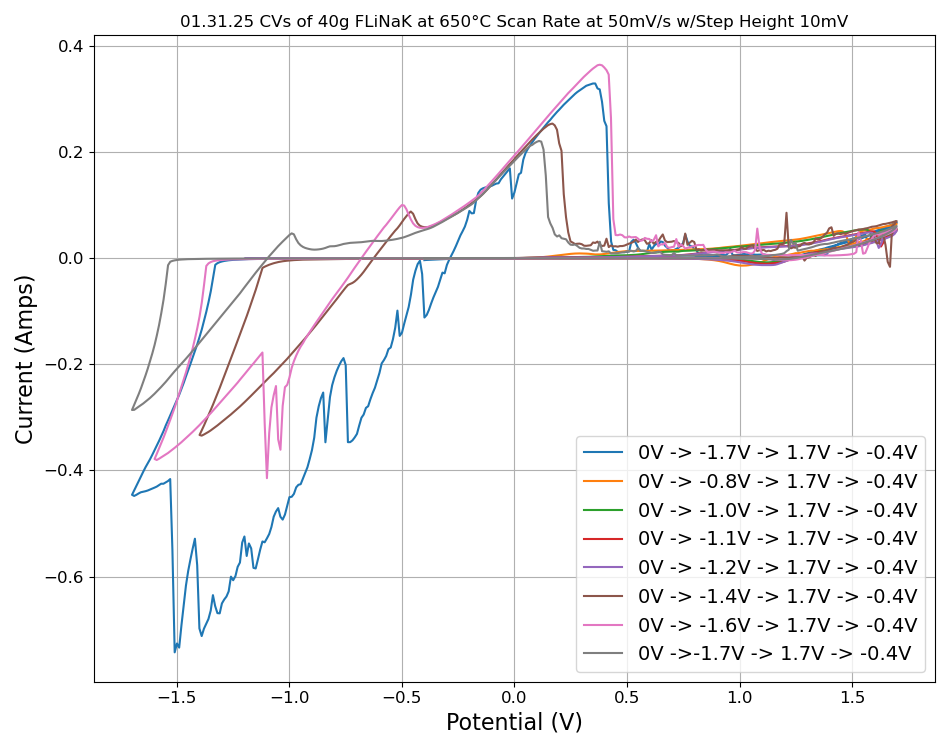 01.31.25 CVs of 40g FLiNaK at 650°C Scan Rate at 50mV/s w/Step Height 10mV
0.4
0.2
0.0
−0.2
−0.4
−0.6
Current (Amps)
0V -> -1.7V -> 1.7V -> -0.4V
0V -> -0.8V -> 1.7V -> -0.4V
0V -> -1.0V -> 1.7V -> -0.4V
0V -> -1.1V -> 1.7V -> -0.4V
0V -> -1.2V -> 1.7V -> -0.4V
0V -> -1.4V -> 1.7V -> -0.4V
0V -> -1.6V -> 1.7V -> -0.4V
0V ->-1.7V -> 1.7V -> -0.4V
−1.5 −1.0 −0.5 0.0 0.5 1.0 1.5
Potential (V)